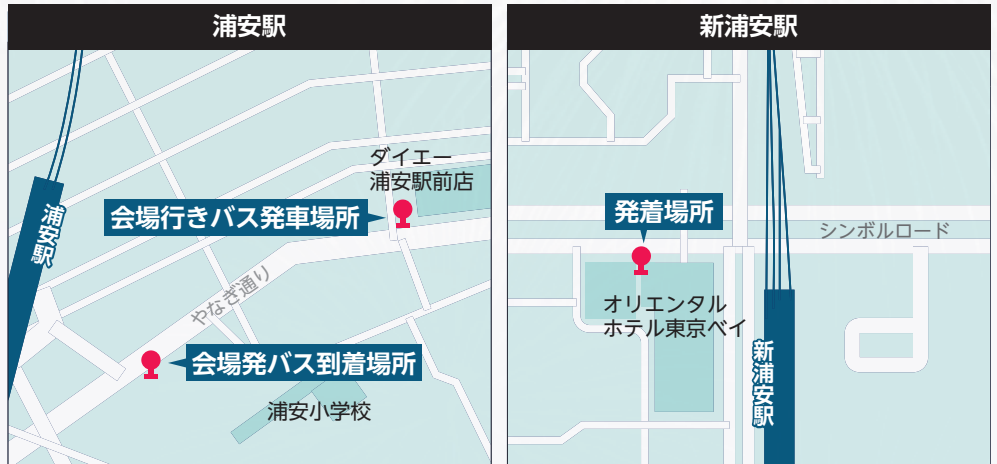 浦安駅
ダイエー
浦安駅前店
会場行きバス発車場所
浦安駅
やなぎ通り
会場発バス到着場所
浦安小学校
新浦安駅
発着場所
シンボルロード
オリエンタル
ホテル東京ベイ
新浦安駅